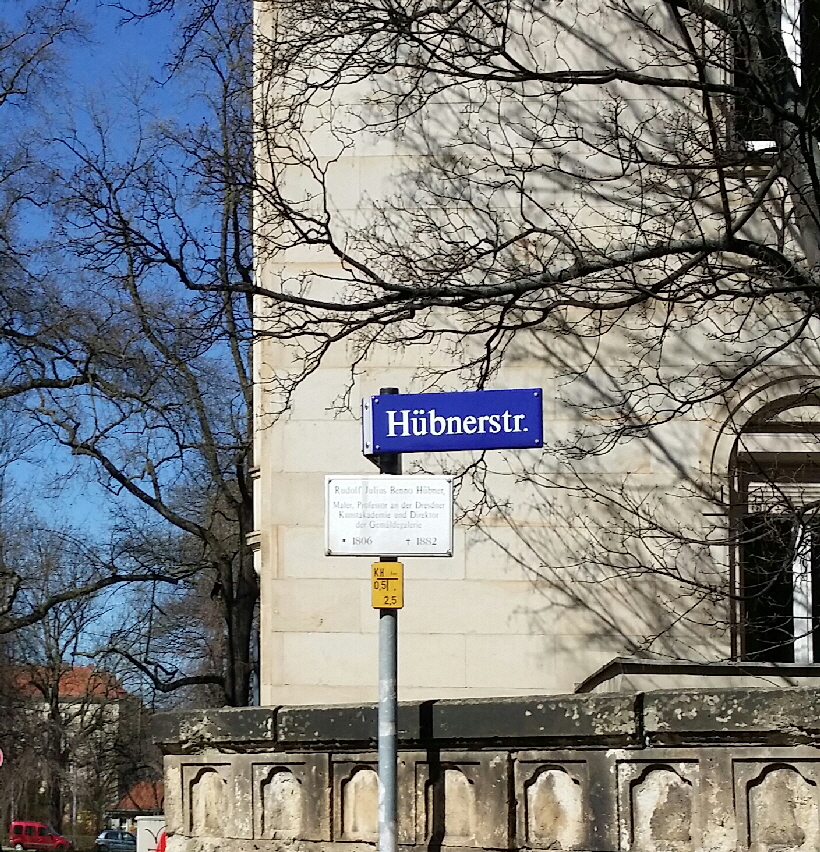 Hübnerstr.
Rudolf Julius Benno Hübner,
Maler, Professor an der Dresdner
Kunstakademie und Direktor
der Gemäldegalerie.
* 1806 † 1882
KH
0,5
2,5